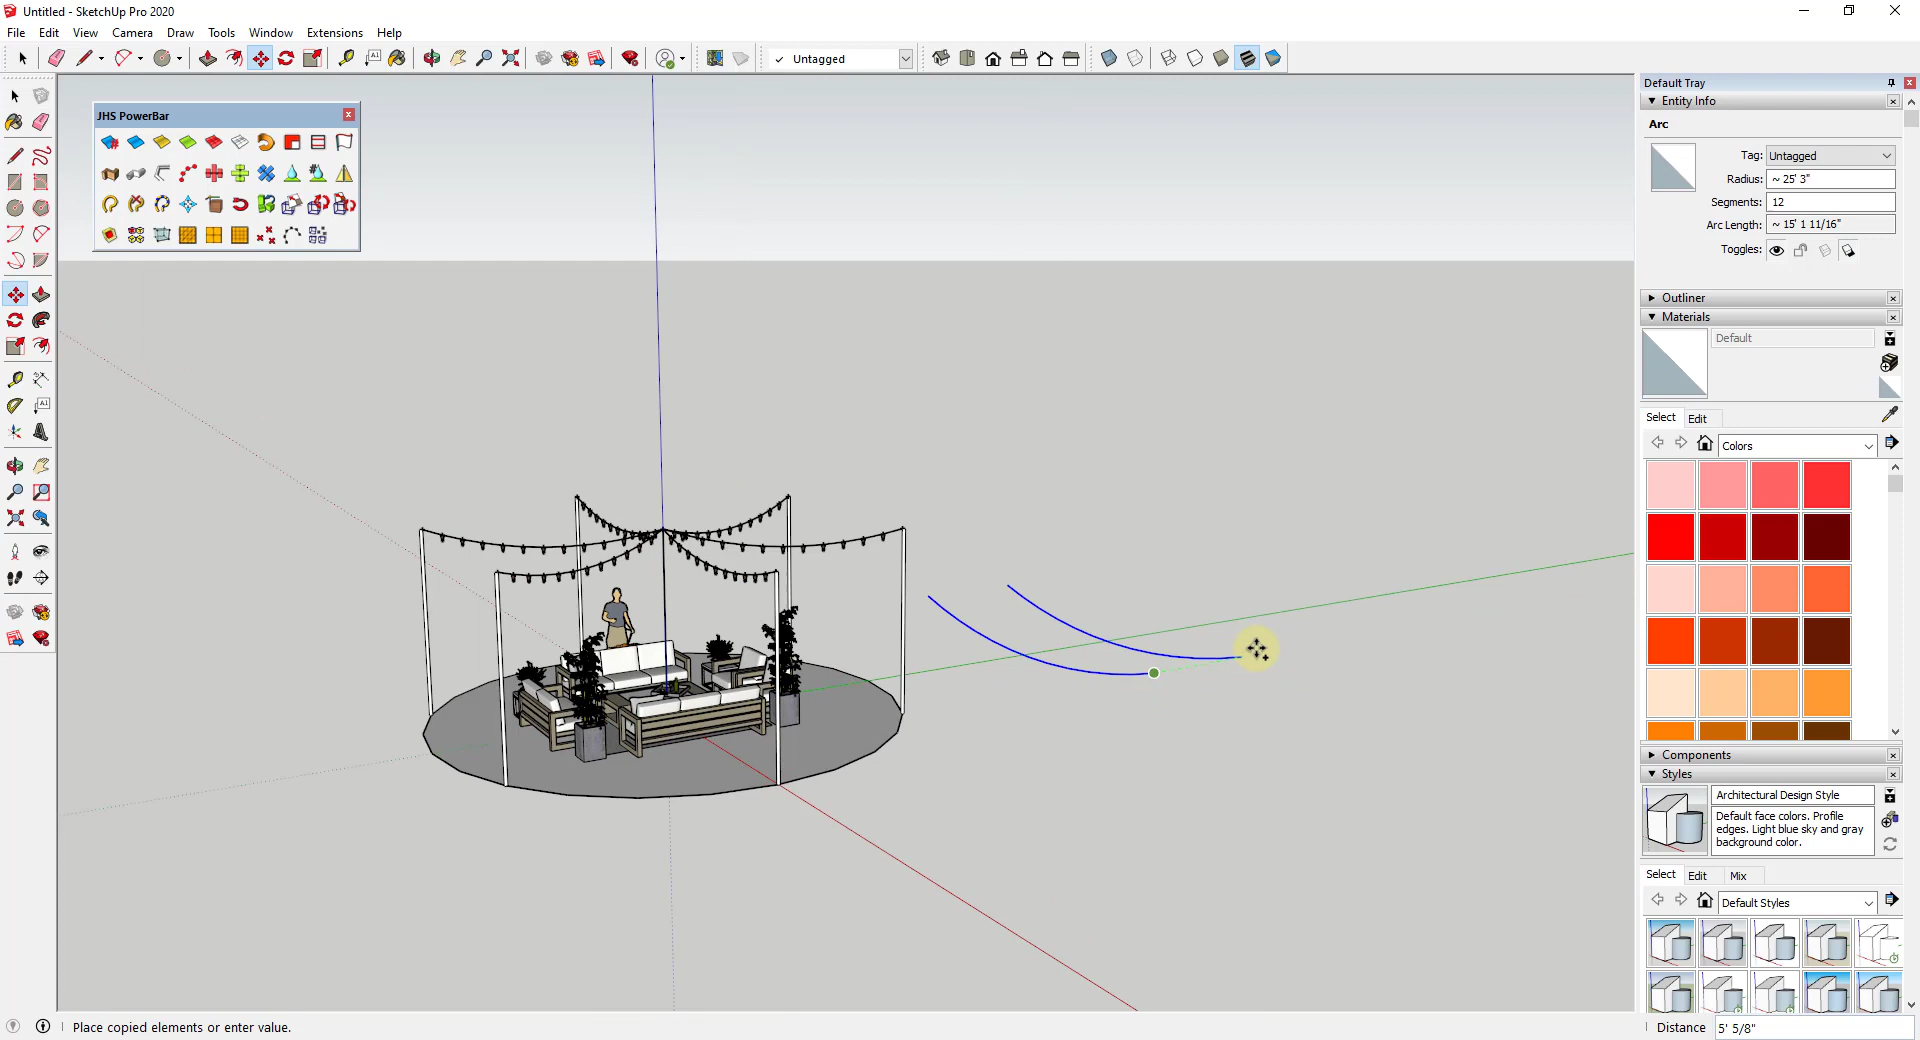 Untitled - SketchUp Pro 2020
File Edit View Camera Draw Tools Window Extensions Help
✓ Untagged
JHS PowerBar
Default Tray
Entity Info
Arc
Tag: Untagged
Radius: ~ 25' 3"
Segments: 12
Arc Length: ~ 15' 1 11/16"
Toggles:
Outliner
Materials
Default
Select Edit
Colors
Components
Styles
Architectural Design Style
Default face colors. Profile
edges. Light blue sky and gray
background color.
Select Edit Mix
Default Styles
Place copied elements or enter value.
Distance 5' 5/8"